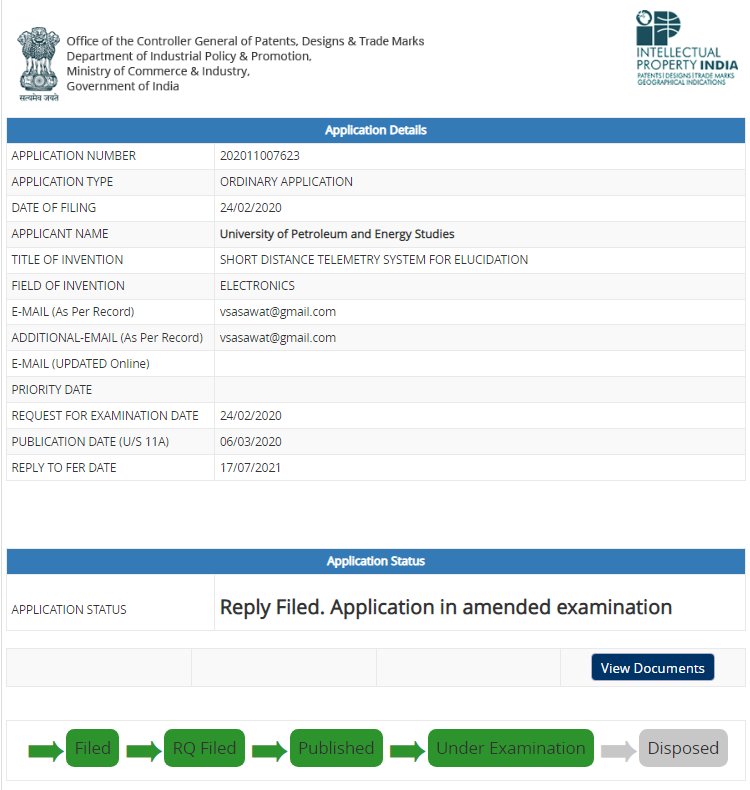 Office of the Controller General of Patents, Designs & Trade Marks
Department of Industrial Policy & Promotion,
Ministry of Commerce & Industry,
Government of India
सत्यमेव जयते
INTELLECTUAL
PROPERTY INDIA
PATENTS | DESIGNS | TRADE MARKS
GEOGRAPHICAL INDICATIONS
Application Details
APPLICATION NUMBER 202011007623
APPLICATION TYPE ORDINARY APPLICATION
DATE OF FILING 24/02/2020
APPLICANT NAME University of Petroleum and Energy Studies
TITLE OF INVENTION SHORT DISTANCE TELEMETRY SYSTEM FOR ELUCIDATION
FIELD OF INVENTION ELECTRONICS
E-MAIL (As Per Record) vsasawat@gmail.com
ADDITIONAL-EMAIL (As Per Record) vsasawat@gmail.com
E-MAIL (UPDATED Online)
PRIORITY DATE
REQUEST FOR EXAMINATION DATE 24/02/2020
PUBLICATION DATE (U/S 11A) 06/03/2020
REPLY TO FER DATE 17/07/2021
Application Status
APPLICATION STATUS Reply Filed. Application in amended examination
View Documents
Filed RQ Filed Published Under Examination Disposed